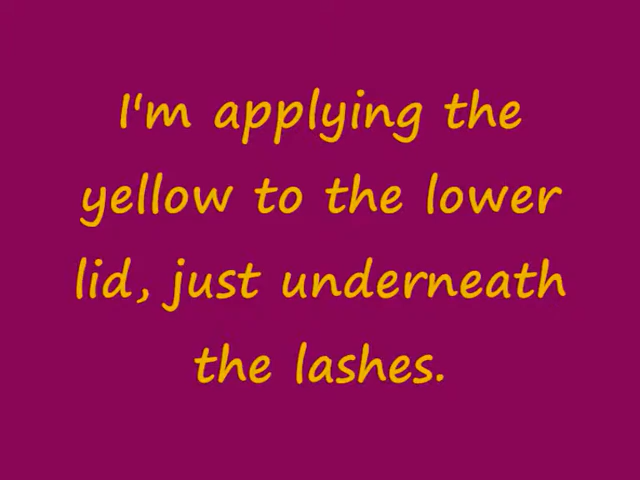 I'm applying the
yellow to the lower
lid, just underneath
the lashes.